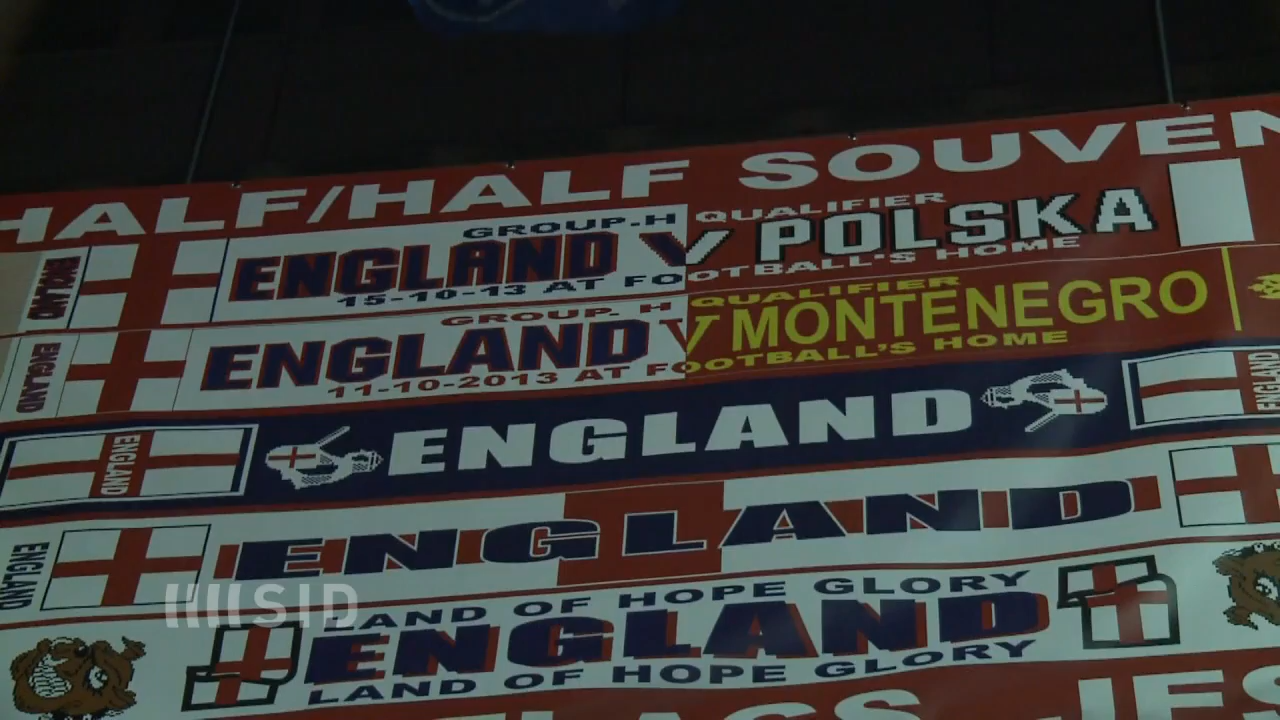 HALF/HALF SOUVEN
GROUP-H QUALIFIER
ENGLAND ENGLAND V POLSKA
15-10-13 AT FOOTBALL'S HOME
GROUP H QUALIFIER
ENGLAND ENGLAND V MONTENEGRO
11-10-2013 AT FOOTBALL'S HOME
ENGLAND ENGLAND ENGLAND
ENGLAND ENGLAND
LAND OF HOPE GLORY
ENGLAND
LAND OF HOPE GLORY
SID